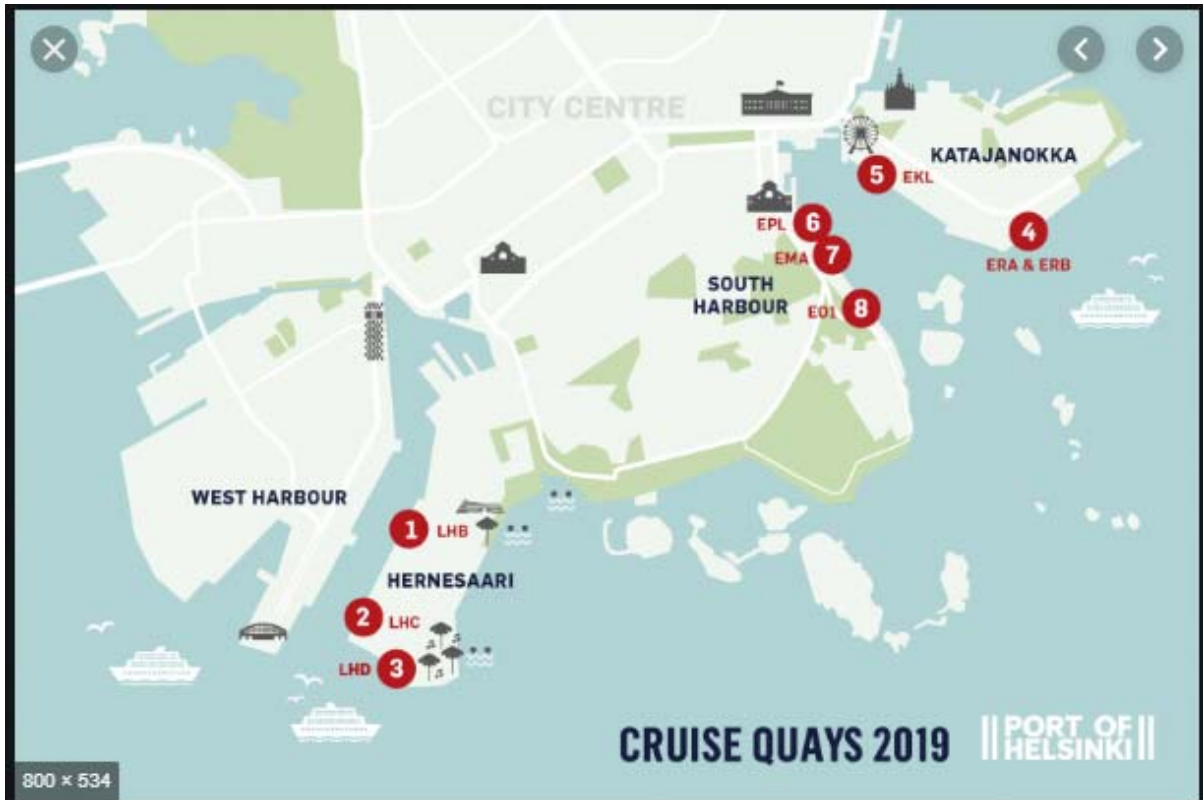 CITY CENTRE
KATAJANOKKA
5 EKL
4
ERA & ERB
EPL 6
EMA 7
SOUTH
HARBOUR
EO1 8
WEST HARBOUR
1 LHB
HERNESAARI
2 LHC
LHD 3
CRUISE QUAYS 2019
PORT OF
HELSINKI
800 × 534